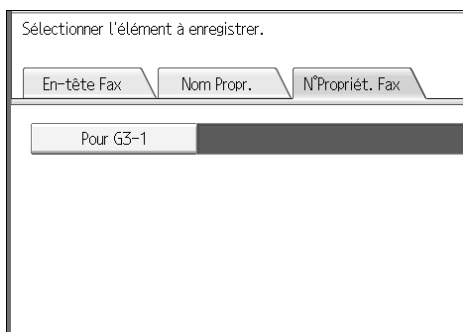 Sélectionner l'élément à enregistrer.
En-tête Fax Nom Propr. N°Propriét. Fax
Pour G3-1